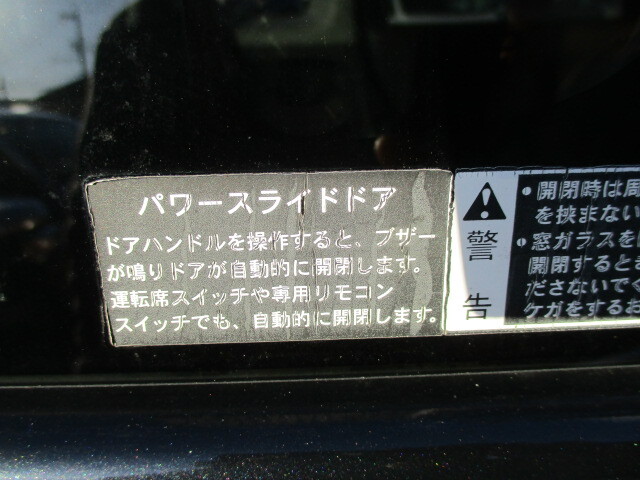 パワースライドドア
ドアハンドルを操作すると、ブザー
が鳴りドアが自動的に開閉します。
運転席スイッチや専用リモコン
スイッチでも、自動的に開閉します。
警告
・開閉時は周
を挟まない
・窓ガラスを
開閉するとき
ださないでく
ケガをするお